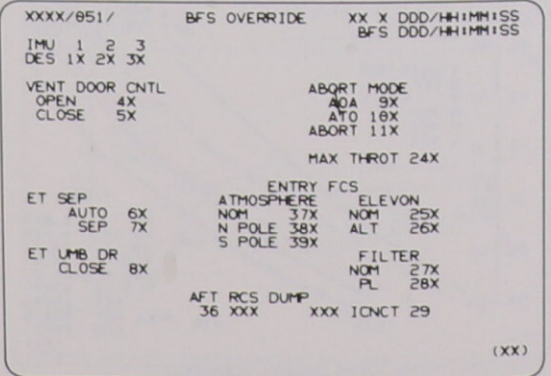 XXXX/051/ BFS OVERRIDE XX X DDD/HH:MM:SS
BFS DDD/HH:MM:SS
IMU 1 2 3
DES 1X 2X 3X
VENT DOOR CNTL ABORT MODE
OPEN 4X AOA 9X
CLOSE 5X ATO 10X
ABORT 11X
MAX THROT 24X
ENTRY FCS
ET SEP ATMOSPHERE ELEVON
AUTO 6X NOM 37X NOM 25X
SEP 7X N POLE 38X ALT 26X
S POLE 39X
ET UMB DR FILTER
CLOSE 8X NOM 27X
PL 28X
AFT RCS DUMP
36 XXX XXX ICNCT 29
(XX)